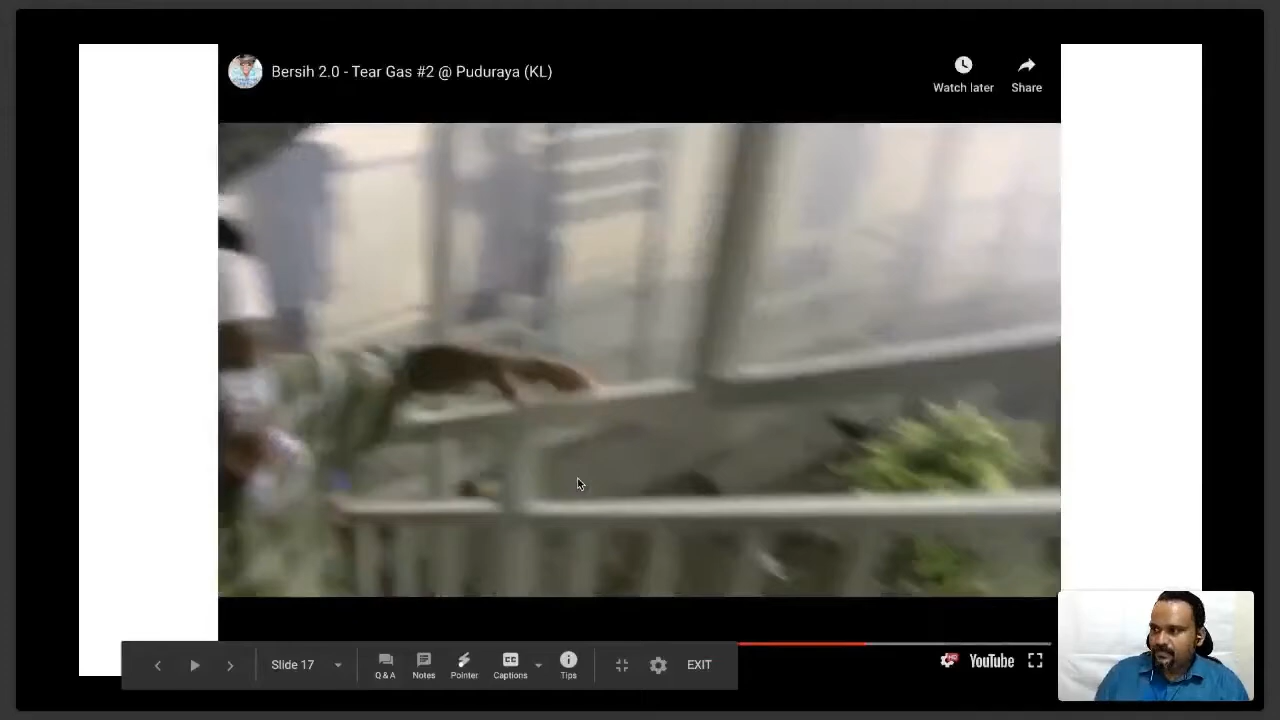 Bersih 2.0 - Tear Gas #2 @ Puduraya (KL)
Watch later
Share
Slide 17
Q & A
Notes
Pointer
CC
Captions
Tips
EXIT
YouTube